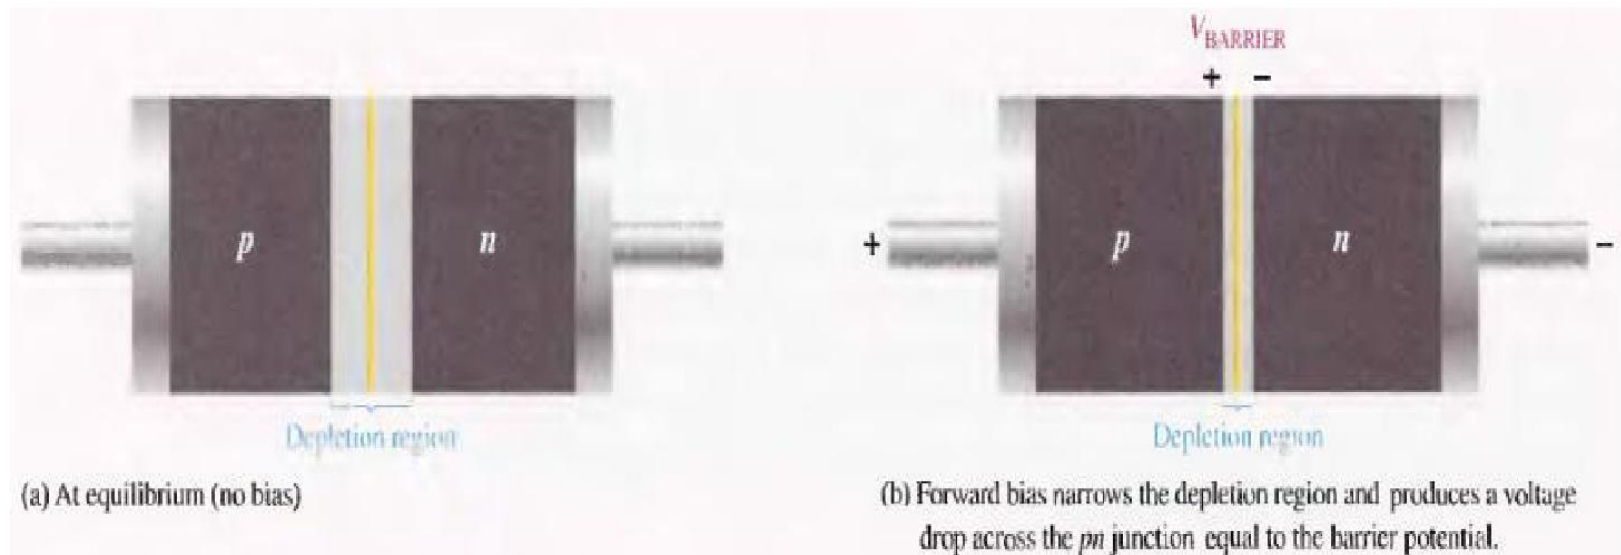 V_BARRIER
+ −
p n
p n
+ −
Depletion region
Depletion region
(a) At equilibrium (no bias)
(b) Forward bias narrows the depletion region and produces a voltage
drop across the pn junction equal to the barrier potential.